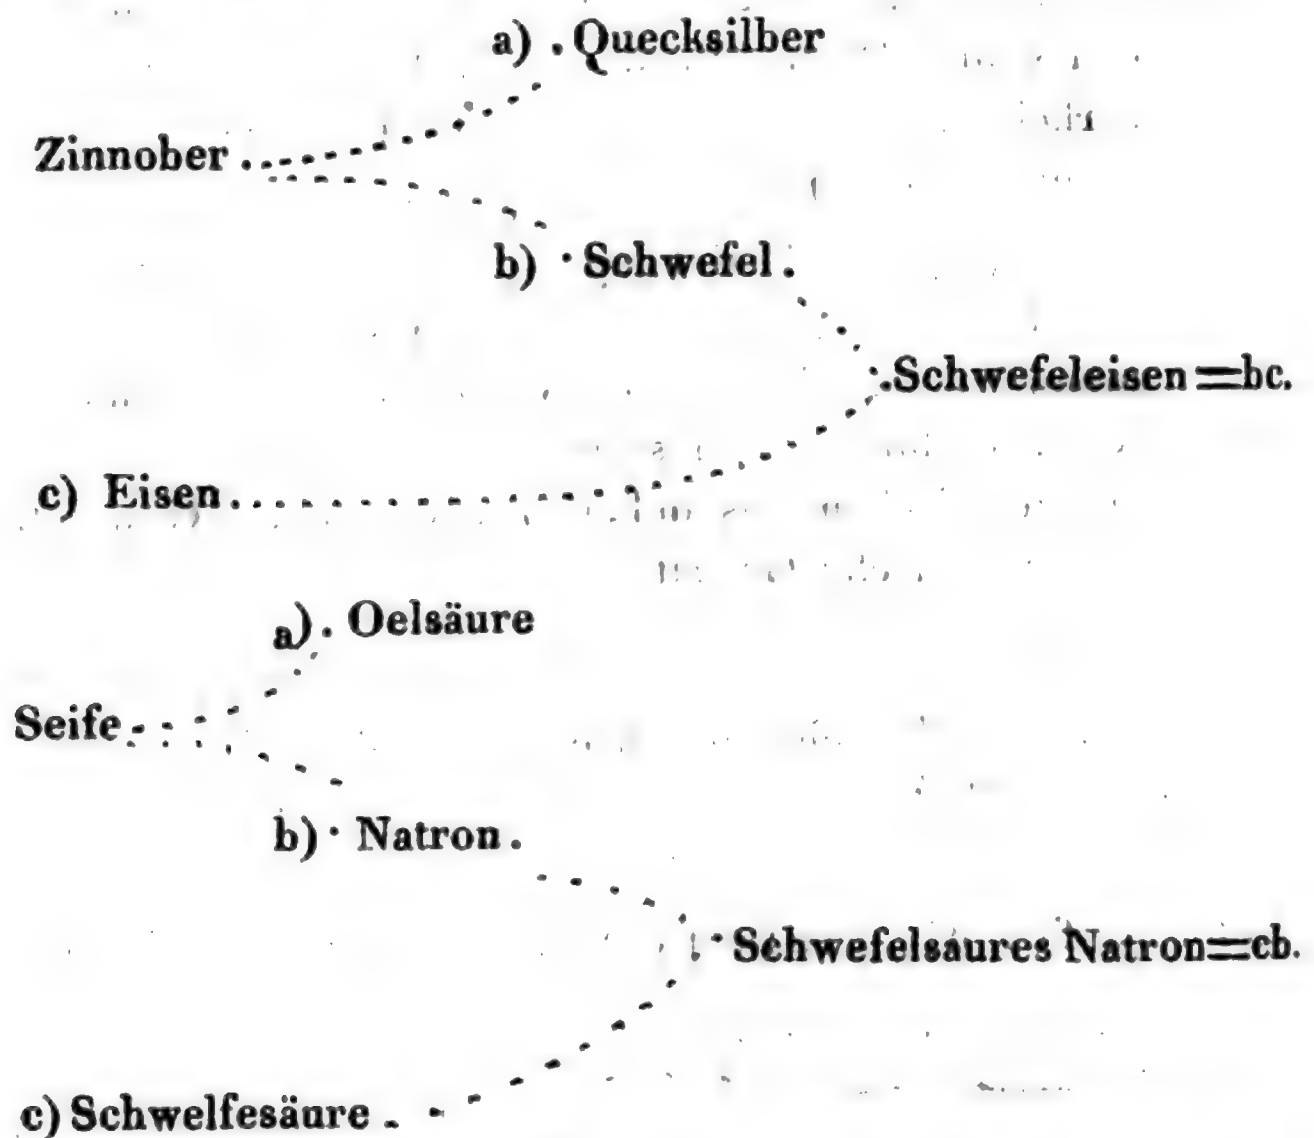 a) . Quecksilber
Zinnober
b) · Schwefel .
.Schwefeleisen=bc.
c) Eisen
a) . Oelsäure
Seife
b) · Natron .
Schwefelsaures Natron=cb.
c) Schwelfesäure .